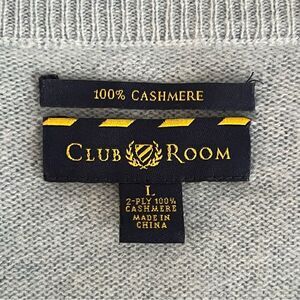 100% CASHMERE
CLUB ROOM
L
2-PLY 100%
CASHMERE
MADE IN
CHINA